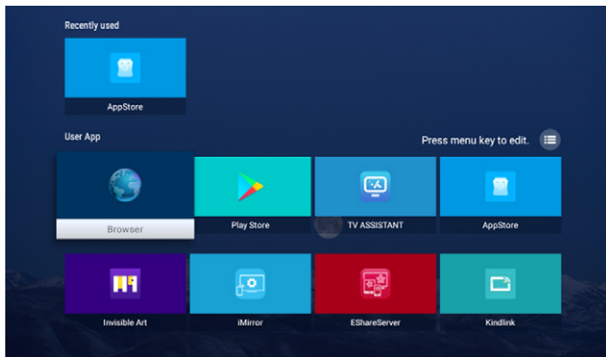 Recently used
AppStore
User App
Press menu key to edit.
Browser
Play Store
TV ASSISTANT
AppStore
Invisible Art
iMirror
EShareServer
Kindlink